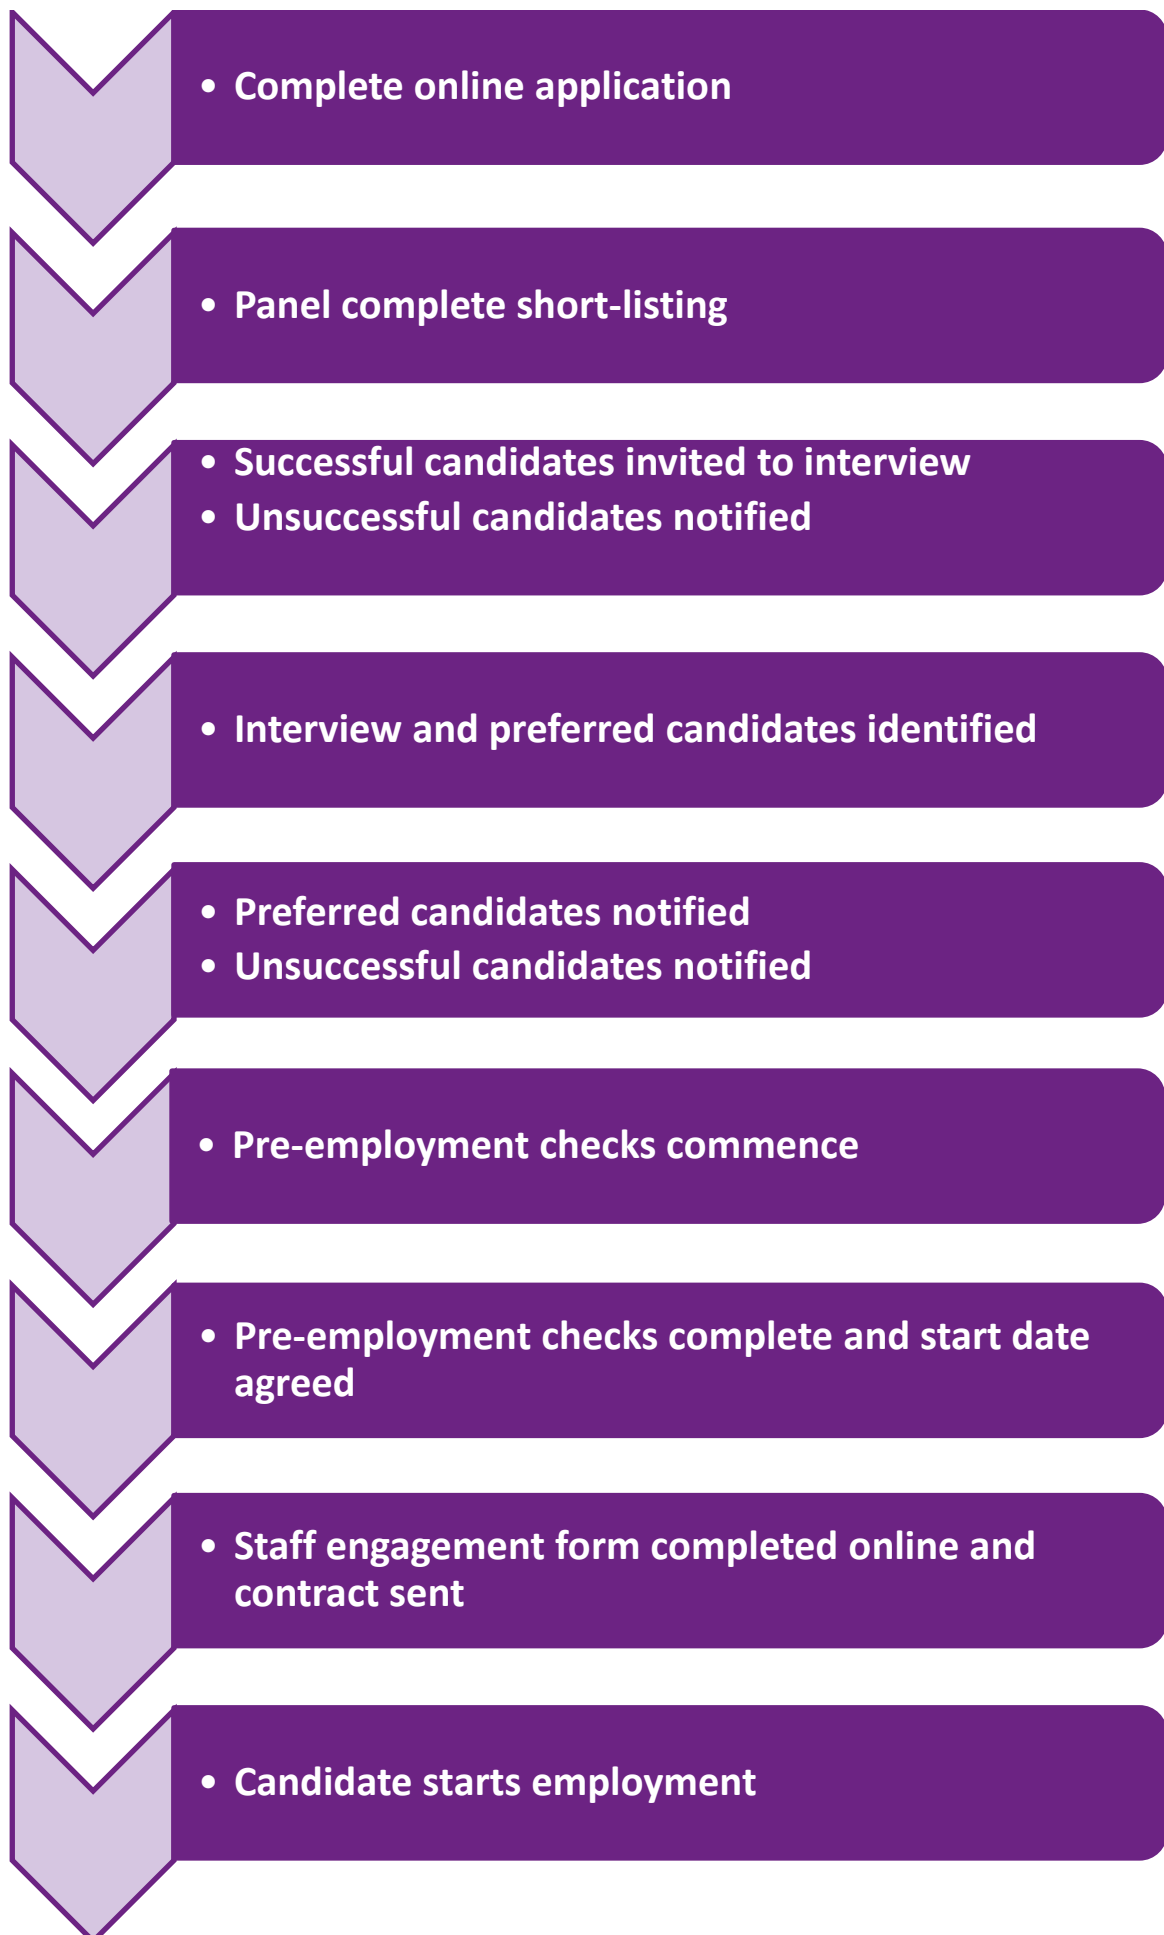 • Complete online application
• Panel complete short-listing
• Successful candidates invited to interview
• Unsuccessful candidates notified
• Interview and preferred candidates identified
• Preferred candidates notified
• Unsuccessful candidates notified
• Pre-employment checks commence
• Pre-employment checks complete and start date
agreed
• Staff engagement form completed online and
contract sent
• Candidate starts employment